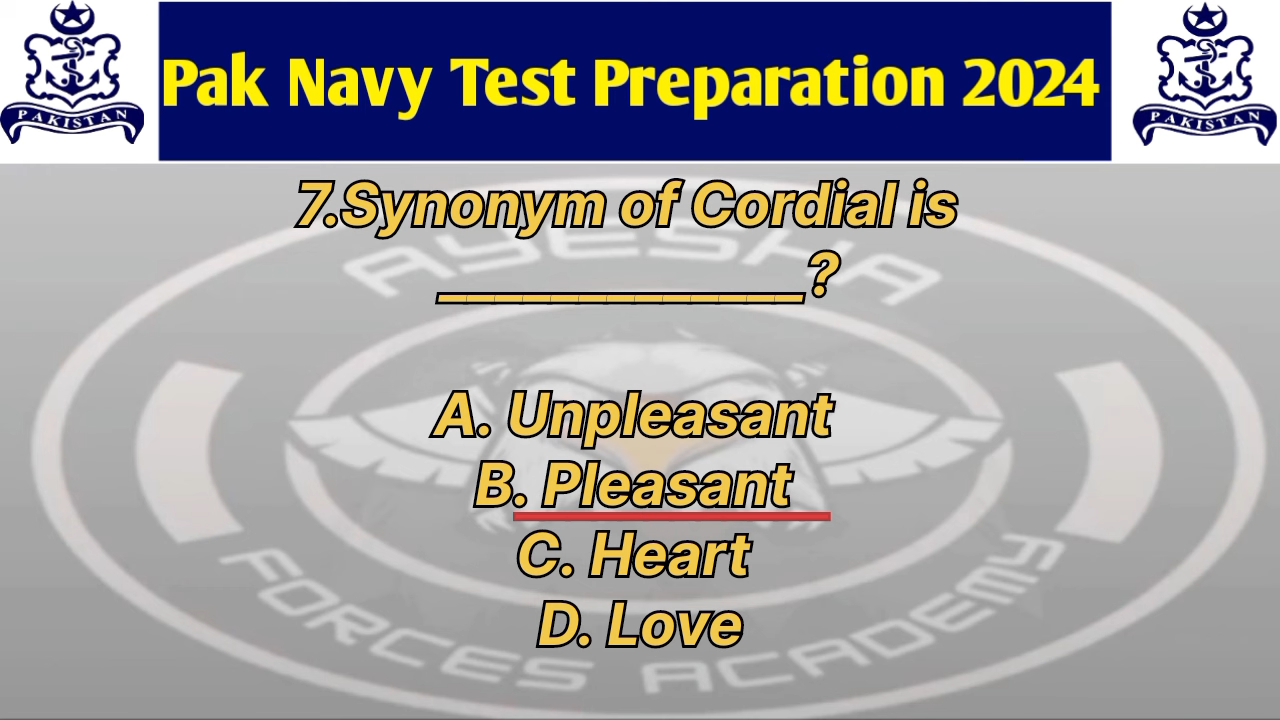 Pak Navy Test Preparation 2024
PAKISTAN
PAKISTAN
7.Synonym of Cordial is
_____________?
AYESHA
A. Unpleasant
B. Pleasant
C. Heart
D. Love
FORCES ACADEMY